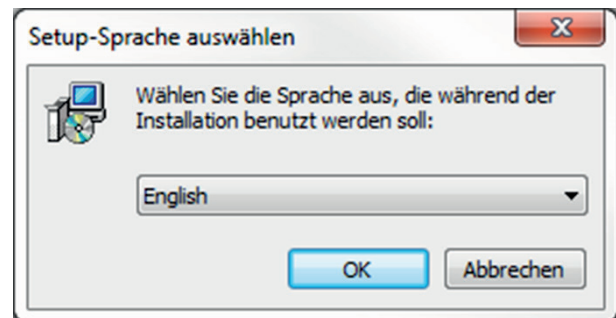 Setup-Sprache auswählen
Wählen Sie die Sprache aus, die während der
Installation benutzt werden soll:
English
OK Abbrechen